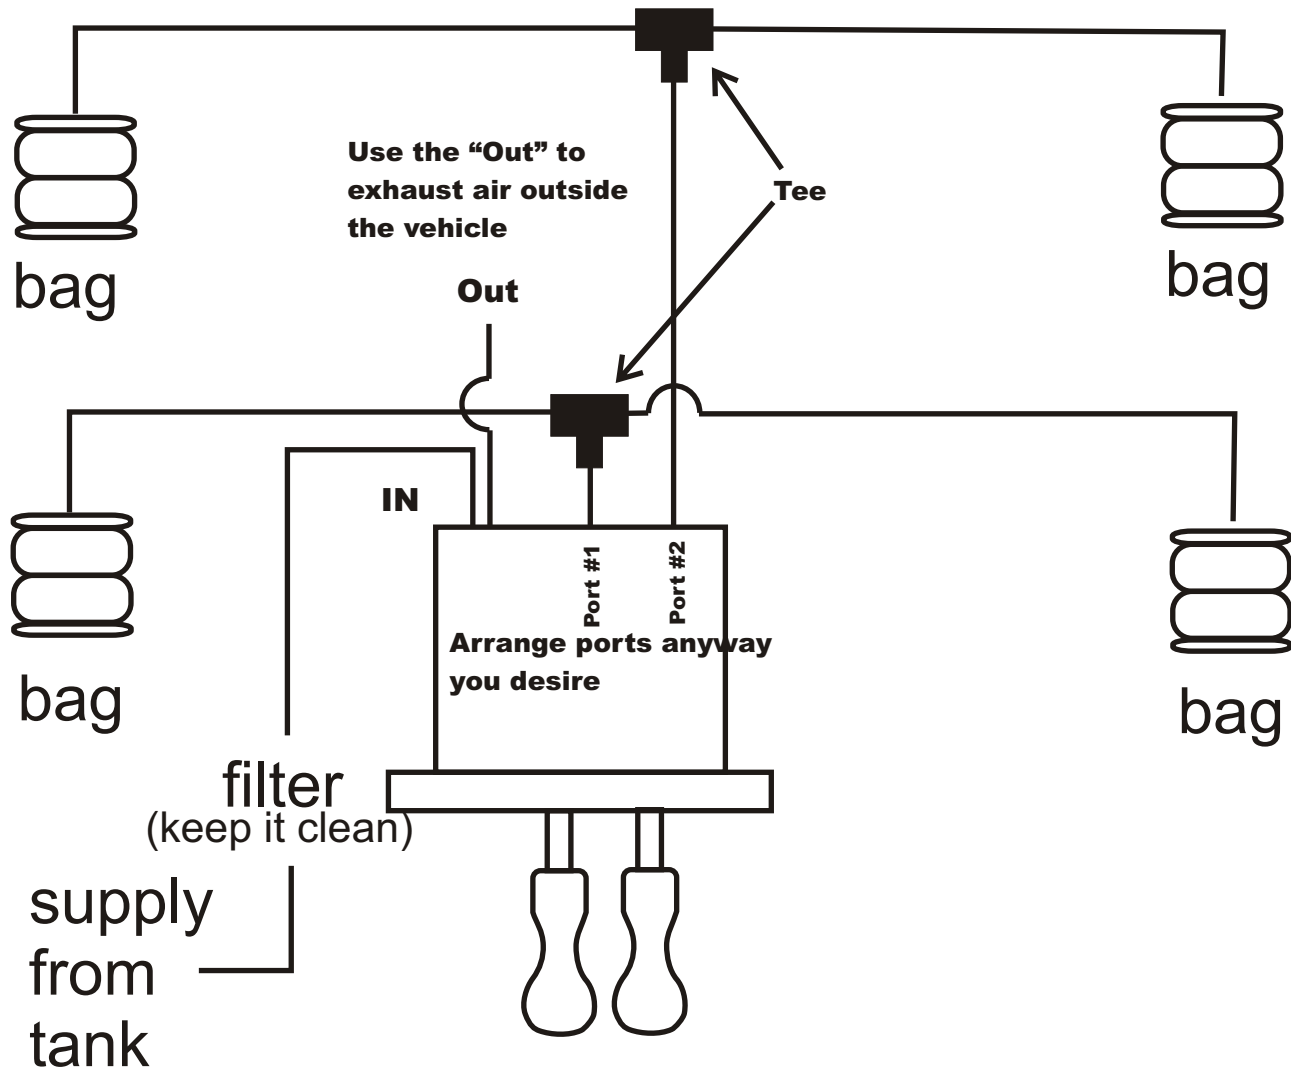 Use the “Out” to
exhaust air outside
the vehicle
Tee
bag
bag
Out
IN
Port #1
Port #2
Arrange ports anyway
you desire
bag
bag
filter
(keep it clean)
supply
from
tank